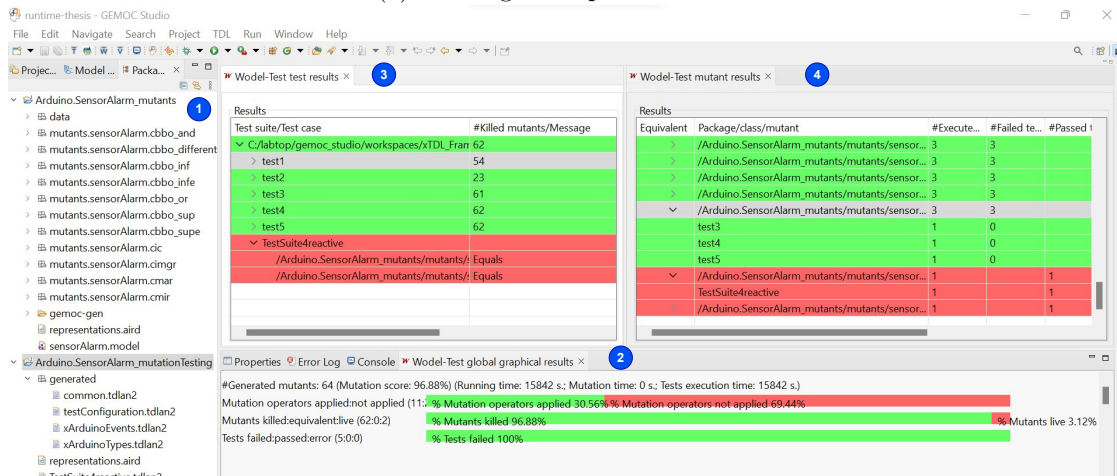 runtime-thesis - GEMOC Studio
File Edit Navigate Search Project TDL Run Window Help
Projec... Model ... Packa...
1
Arduino.SensorAlarm_mutants
data
mutants.sensorAlarm.cbbo_and
mutants.sensorAlarm.cbbo_different
mutants.sensorAlarm.cbbo_inf
mutants.sensorAlarm.cbbo_infe
mutants.sensorAlarm.cbbo_or
mutants.sensorAlarm.cbbo_sup
mutants.sensorAlarm.cbbo_supe
mutants.sensorAlarm.cic
mutants.sensorAlarm.cimgr
mutants.sensorAlarm.cmar
mutants.sensorAlarm.cmir
gemoc-gen
representations.aird
sensorAlarm.model
Arduino.SensorAlarm_mutationTesting
generated
common.tdlan2
testConfiguration.tdlan2
xArduinoEvents.tdlan2
xArduinoTypes.tdlan2
representations.aird
TestSuite4reactive.tdlan2
Wodel-Test test results
3
Results
Test suite/Test case #Killed mutants/Message
C:/labtop/gemoc_studio/workspaces/xTDL_Fran 62
test1 54
test2 23
test3 61
test4 62
test5 62
TestSuite4reactive
/Arduino.SensorAlarm_mutants/mutants/s Equals
/Arduino.SensorAlarm_mutants/mutants/s Equals
Wodel-Test mutant results
4
Results
Equivalent Package/class/mutant #Execute... #Failed te... #Passed t
/Arduino.SensorAlarm_mutants/mutants/sensor... 3 3
/Arduino.SensorAlarm_mutants/mutants/sensor... 3 3
/Arduino.SensorAlarm_mutants/mutants/sensor... 3 3
/Arduino.SensorAlarm_mutants/mutants/sensor... 3 3
/Arduino.SensorAlarm_mutants/mutants/sensor... 3 3
test3 1 0
test4 1 0
test5 1 0
/Arduino.SensorAlarm_mutants/mutants/sensor... 1 1
TestSuite4reactive 1 1
/Arduino.SensorAlarm_mutants/mutants/sensor... 1 1
Properties Error Log Console Wodel-Test global graphical results
2
#Generated mutants: 64 (Mutation score: 96.88%) (Running time: 15842 s.; Mutation time: 0 s.; Tests execution time: 15842 s.)
Mutation operators applied:not applied (11: % Mutation operators applied 30.56% % Mutation operators not applied 69.44%
Mutants killed:equivalent:live (62:0:2) % Mutants killed 96.88% % Mutants live 3.12%
Tests failed:passed:error (5:0:0) % Tests failed 100%